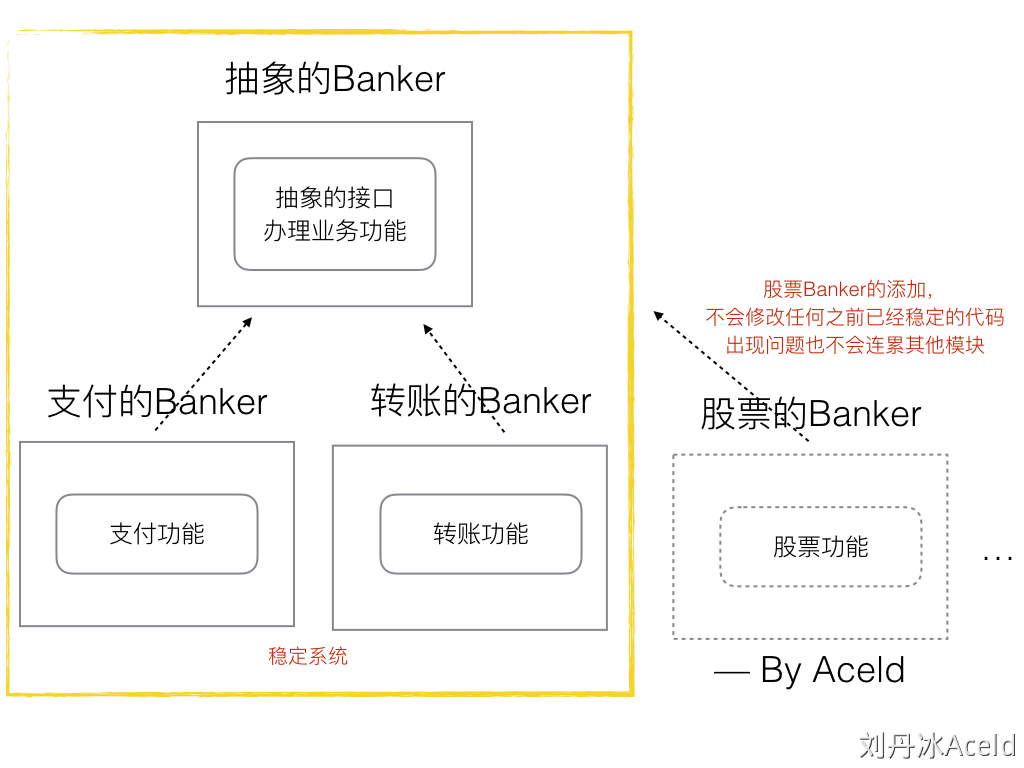 抽象的Banker
抽象的接口
办理业务功能
股票Banker的添加,
不会修改任何之前已经稳定的代码
出现问题也不会连累其他模块
支付的Banker
转账的Banker
股票的Banker
支付功能
转账功能
股票功能
...
稳定系统
— By Aceld
刘丹冰Aceld